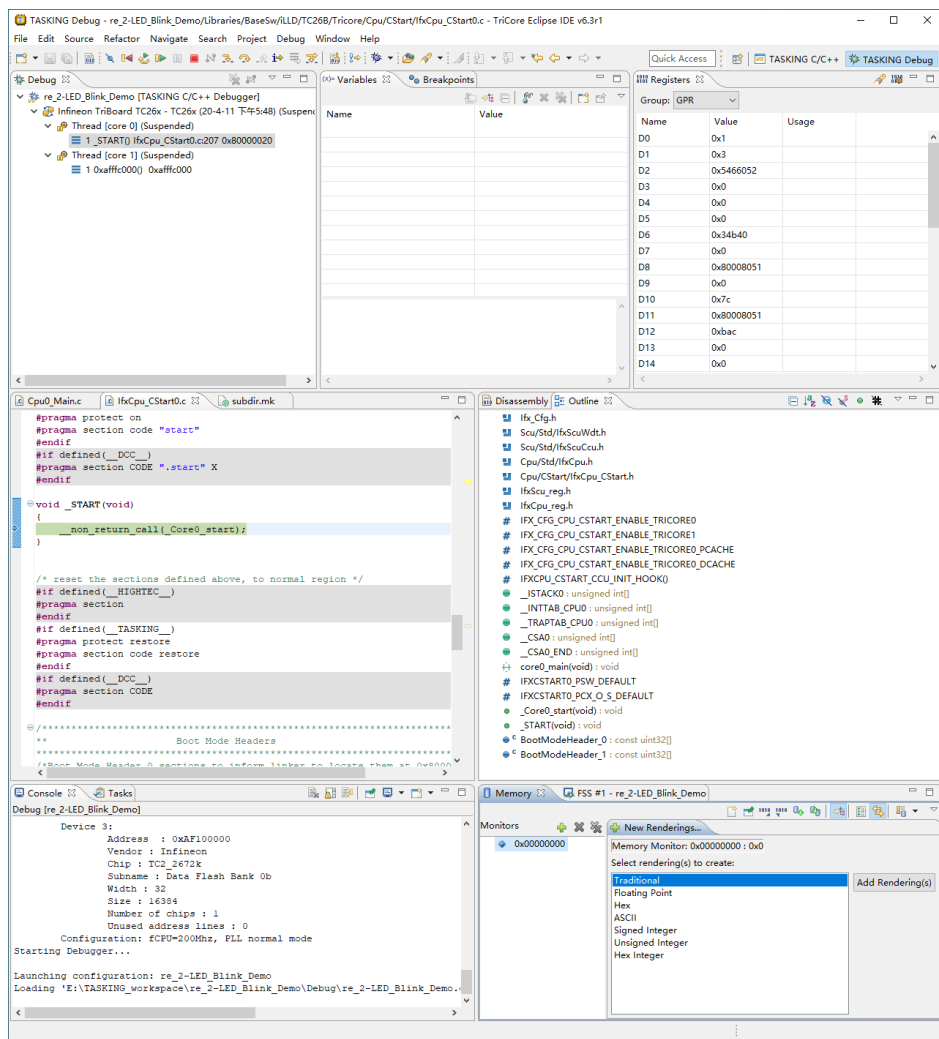 TASKING Debug - re_2-LED_Blink_Demo/Libraries/BaseSw/iLLD/TC26B/Tricore/Cpu/CStart/IfxCpu_CStart0.c - TriCore Eclipse IDE v6.3r1
File Edit Source Refactor Navigate Search Project Debug Window Help
Quick Access TASKING C/C++ TASKING Debug
Debug
re_2-LED_Blink_Demo [TASKING C/C++ Debugger]
Infineon TriBoard TC26x - TC26x (20-4-11 下午5:48) (Suspen
Thread [core 0] (Suspended)
1 _START() IfxCpu_CStart0.c:207 0x80000020
Thread [core 1] (Suspended)
1 0xafffc000() 0xafffc000
(x)= Variables Breakpoints
Name Value
Registers
Group: GPR
Name Value Usage
D0 0x1
D1 0x3
D2 0x5466052
D3 0x0
D4 0x0
D5 0x0
D6 0x34b40
D7 0x0
D8 0x80008051
D9 0x0
D10 0x7c
D11 0x80008051
D12 0xbac
D13 0x0
D14 0x0
Cpu0_Main.c IfxCpu_CStart0.c subdir.mk
#pragma protect on
#pragma section code "start"
#endif
#if defined(__DCC__)
#pragma section CODE ".start" X
#endif
void _START(void)
{
__non_return_call(_Core0_start);
}
/* reset the sections defined above, to normal region */
#if defined(__HIGHTEC__)
#pragma section
#endif
#if defined(__TASKING__)
#pragma protect restore
#pragma section code restore
#endif
#if defined(__DCC__)
#pragma section CODE
#endif
/*********************************************************************
** Boot Mode Headers
**********************************************************************
/*Boot Mode Header 0 sections to inform linker to locate them at 0x8000
Disassembly Outline
Ifx_Cfg.h
Scu/Std/IfxScuWdt.h
Scu/Std/IfxScuCcu.h
Cpu/Std/IfxCpu.h
Cpu/CStart/IfxCpu_CStart.h
IfxScu_reg.h
IfxCpu_reg.h
# IFX_CFG_CPU_CSTART_ENABLE_TRICORE0
# IFX_CFG_CPU_CSTART_ENABLE_TRICORE1
# IFX_CFG_CPU_CSTART_ENABLE_TRICORE0_PCACHE
# IFX_CFG_CPU_CSTART_ENABLE_TRICORE0_DCACHE
# IFXCPU_CSTART_CCU_INIT_HOOK()
__ISTACK0 : unsigned int[]
__INTTAB_CPU0 : unsigned int[]
__TRAPTAB_CPU0 : unsigned int[]
__CSA0 : unsigned int[]
__CSA0_END : unsigned int[]
core0_main(void) : void
# IFXCSTART0_PSW_DEFAULT
# IFXCSTART0_PCX_O_S_DEFAULT
_Core0_start(void) : void
_START(void) : void
BootModeHeader_0 : const uint32[]
BootModeHeader_1 : const uint32[]
Console Tasks
Debug [re_2-LED_Blink_Demo]
Device 3:
Address : 0xAF100000
Vendor : Infineon
Chip : TC2_2672k
Subname : Data Flash Bank 0b
Width : 32
Size : 16384
Number of chips : 1
Unused address lines : 0
Configuration: fCPU=200Mhz, PLL normal mode
Starting Debugger...
Launching configuration: re_2-LED_Blink_Demo
Loading 'E:\TASKING_workspace\re_2-LED_Blink_Demo\Debug\re_2-LED_Blink_Demo.
Memory FSS #1 - re_2-LED_Blink_Demo
Monitors
0x00000000
New Renderings...
Memory Monitor: 0x00000000 : 0x0
Select rendering(s) to create:
Traditional
Floating Point
Hex
ASCII
Signed Integer
Unsigned Integer
Hex Integer
Add Rendering(s)